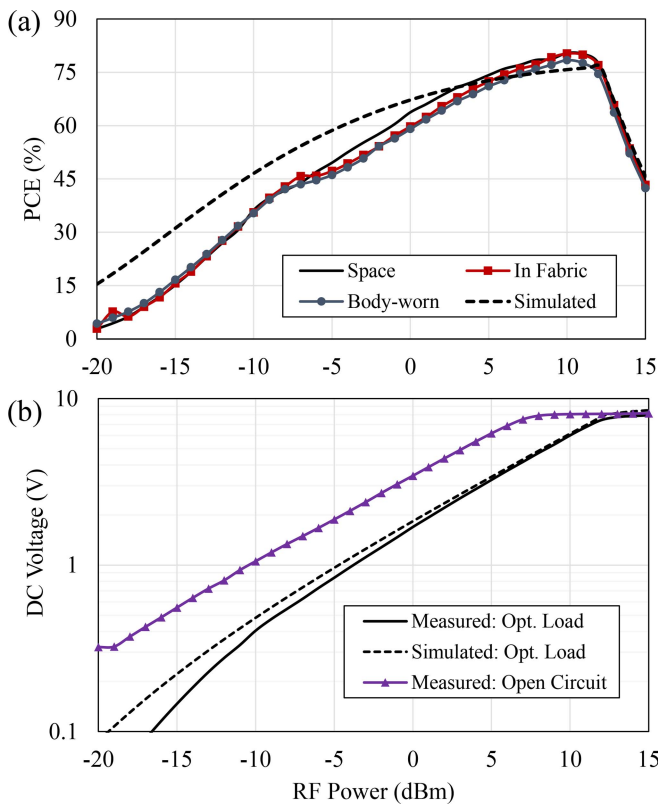 (a)
90
75
60
45
30
15
0
PCE (%)
Space
In Fabric
Body-worn
Simulated
-20 -15 -10 -5 0 5 10 15
(b)
10
1
0.1
DC Voltage (V)
Measured: Opt. Load
Simulated: Opt. Load
Measured: Open Circuit
-20 -15 -10 -5 0 5 10 15
RF Power (dBm)